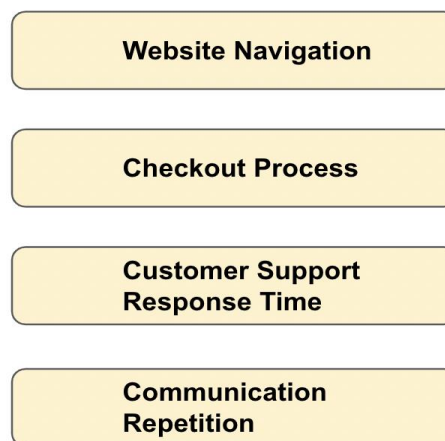 Website Navigation
Checkout Process
Customer Support
Response Time
Communication
Repetition